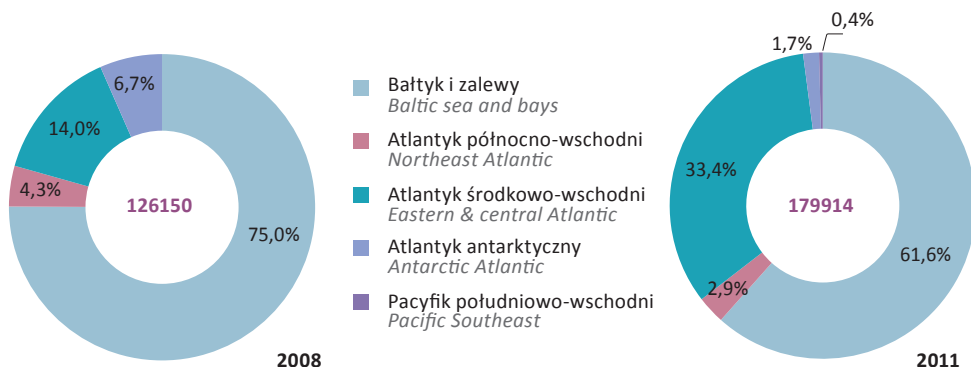 6,7%
14,0%
4,3%
126150
75,0%
2008
Bałtyk i zalewy
Baltic sea and bays
Atlantyk północno-wschodni
Northeast Atlantic
Atlantyk środkowo-wschodni
Eastern & central Atlantic
Atlantyk antarktyczny
Antarctic Atlantic
Pacyfik południowo-wschodni
Pacific Southeast
0,4%
1,7%
33,4%
179914
61,6%
2,9%
2011